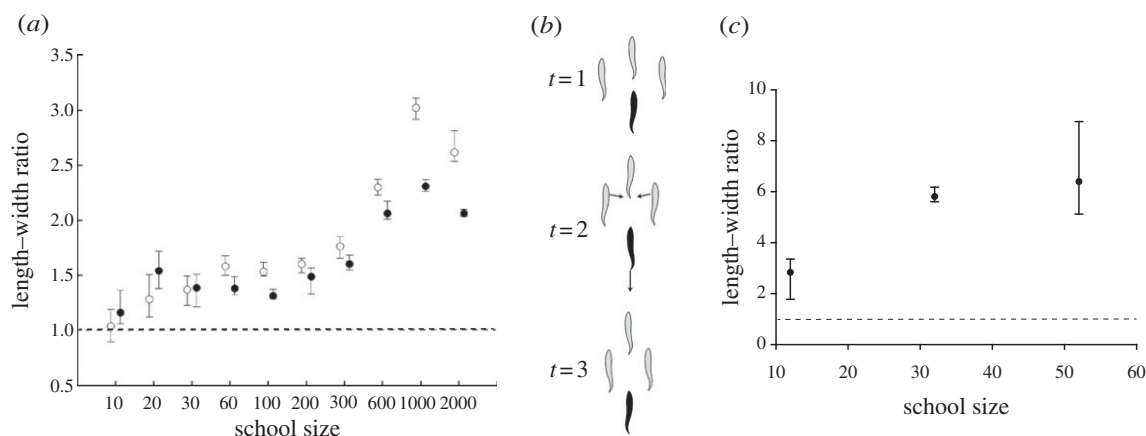 (a)
3.5
3.0
2.5
2.0
1.5
1.0
0.5
length–width ratio
10 20 30 60 100 200 300 600 1000 2000
school size
(b)
t=1
t=2
t=3
(c)
10
8
6
4
2
0
length–width ratio
10 20 30 40 50 60
school size